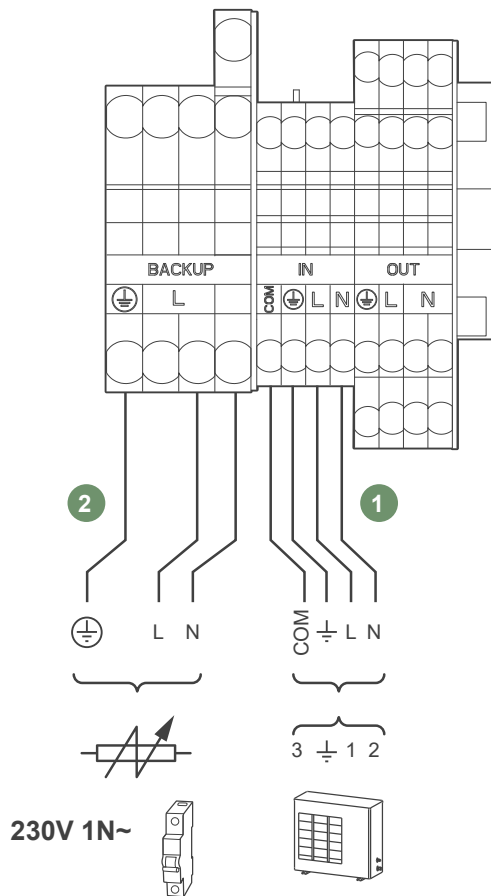 BACKUP IN OUT
L COM L N L N
2 1
L N COM L N
3 1 2
230V 1N~